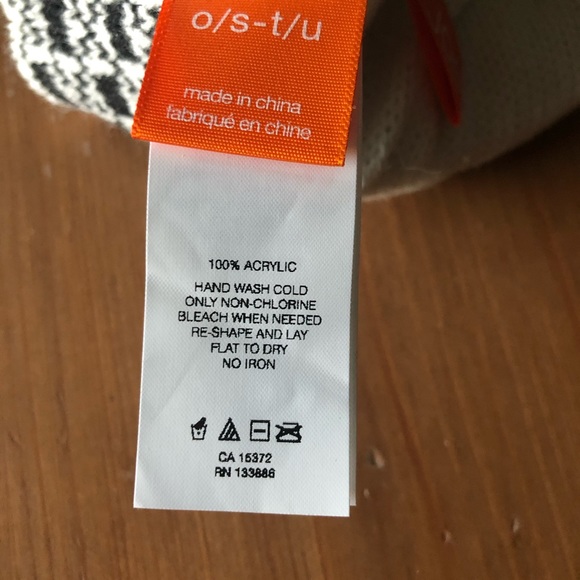 o/s-t/u
made in china
fabriqué en chine
100% ACRYLIC
HAND WASH COLD
ONLY NON-CHLORINE
BLEACH WHEN NEEDED
RE-SHAPE AND LAY
FLAT TO DRY
NO IRON
CA 15372
RN 133886